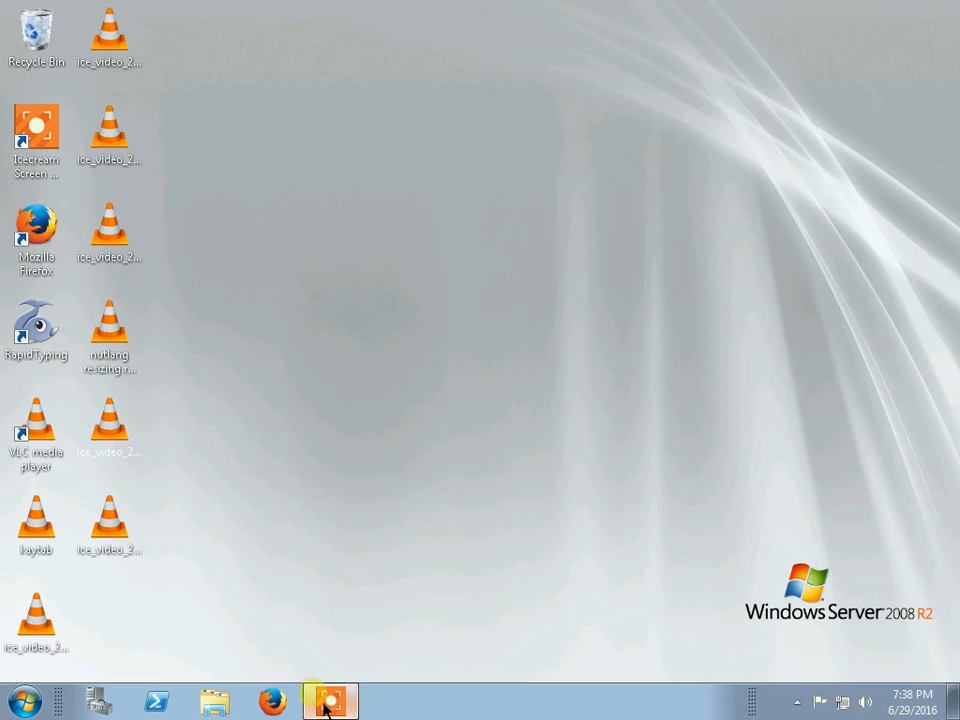 Recycle Bin
ice_video_2...
Icecream
Screen ...
ice_video_2...
Mozilla
Firefox
ice_video_2...
RapidTyping
nutlang
resizing r...
VLC media
player
ice_video_2...
kaytab
ice_video_2...
ice_video_2...
Windows Server 2008 R2
7:38 PM
6/29/2016